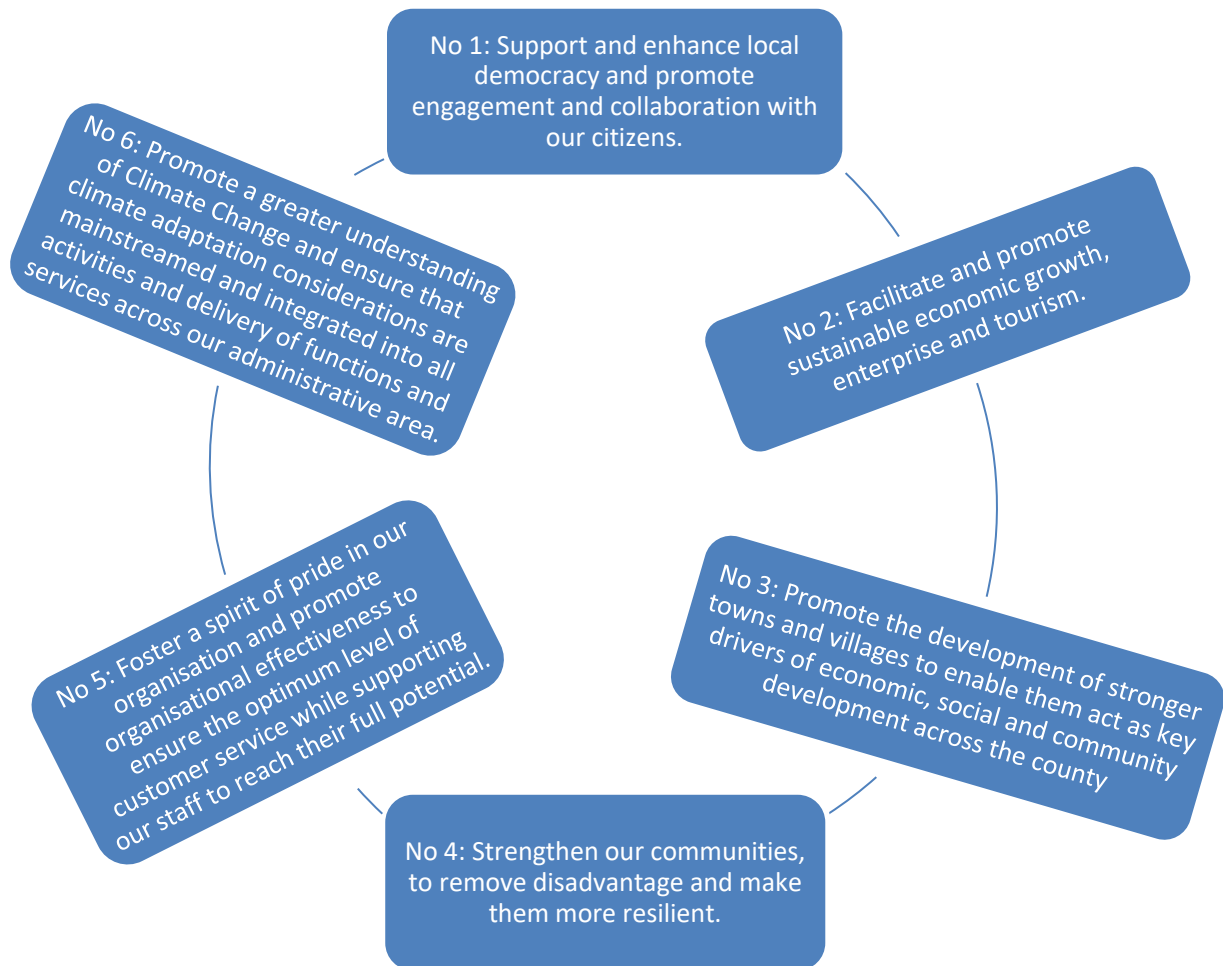 No 1: Support and enhance local
democracy and promote
engagement and collaboration with
our citizens.
No 2: Facilitate and promote
sustainable economic growth,
enterprise and tourism.
No 3: Promote the development of stronger
towns and villages to enable them act as key
drivers of economic, social and community
development across the county
No 4: Strengthen our communities,
to remove disadvantage and make
them more resilient.
No 5: Foster a spirit of pride in our
organisation and promote
organisational effectiveness to
ensure the optimum level of
customer service while supporting
our staff to reach their full potential.
No 6: Promote a greater understanding
of Climate Change and ensure that
climate adaptation considerations are
mainstreamed and integrated into all
activities and delivery of functions and
services across our administrative area.